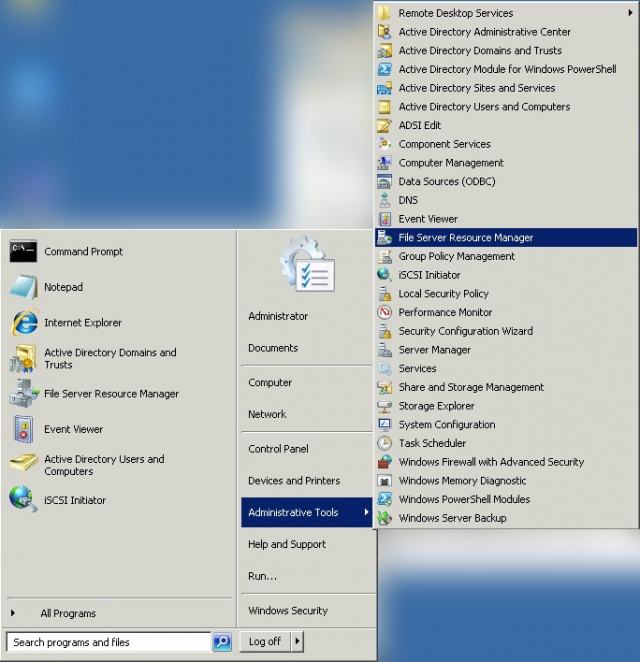 Remote Desktop Services
Active Directory Administrative Center
Active Directory Domains and Trusts
Active Directory Module for Windows PowerShell
Active Directory Sites and Services
Active Directory Users and Computers
ADSI Edit
Component Services
Computer Management
Data Sources (ODBC)
DNS
Event Viewer
File Server Resource Manager
Group Policy Management
iSCSI Initiator
Local Security Policy
Performance Monitor
Security Configuration Wizard
Server Manager
Services
Share and Storage Management
Storage Explorer
System Configuration
Task Scheduler
Windows Firewall with Advanced Security
Windows Memory Diagnostic
Windows PowerShell Modules
Windows Server Backup
C:\_
Command Prompt
Notepad
Internet Explorer
Active Directory Domains and
Trusts
File Server Resource Manager
Event Viewer
Active Directory Users and
Computers
iSCSI Initiator
All Programs
Search programs and files
Administrator
Documents
Computer
Network
Control Panel
Devices and Printers
Administrative Tools
Help and Support
Run...
Windows Security
Log off